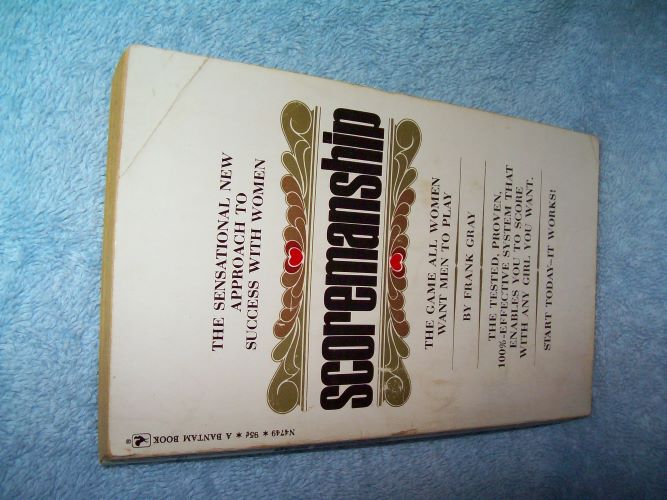 THE SENSATIONAL NEW
APPROACH TO
SUCCESS WITH WOMEN
scoremanship
THE GAME ALL WOMEN
WANT MEN TO PLAY
BY FRANK GRAY
THE TESTED, PROVEN,
100%-EFFECTIVE SYSTEM THAT
ENABLES YOU TO SCORE
WITH ANY GIRL YOU WANT.
START TODAY—IT WORKS!
N4749 ★ 95¢ ★ A BANTAM BOOK ®